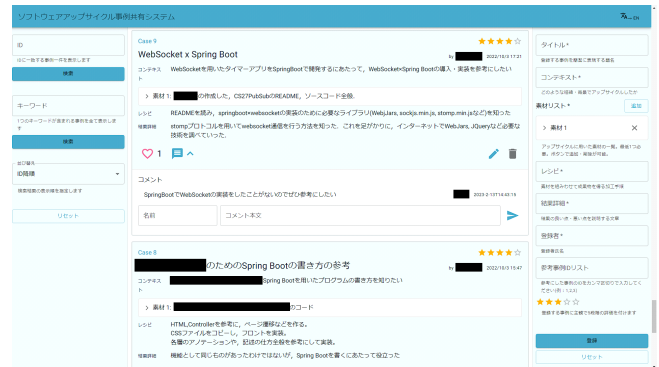 ソフトウェアアップサイクル事例共有システム
EN
ID
IDに一致する事例一件を表示します
検索
キーワード
1つのキーワードが含まれる事例を全て表示します
検索
並び替え
ID降順
検索結果の表示順を指定します
リセット
Case 9
WebSocket x Spring Boot
by 2022/10/3 17:21
コンテキスト WebSocketを用いたタイマーアプリをSpringBootで開発するにあたって，WebSocket×Spring Bootの導入・実装を参考にしたい
素材 1: の作成した，CS27PubSubのREADME，ソースコード全般.
レシピ READMEを読み，springboot×websocketの実装のために必要なライブラリ(WebjJars, sockjs.min.js, stomp.min.jsなど)を知った
結果詳細 stompプロトコルを用いてwebsocket通信を行う方法を知った．これを足がかりに，インターネットでWebJars, JQueryなど必要な技術を調べていった．
1
コメント
SpringBootでWebSocketの実装をしたことがないのでぜひ参考にしたい
2023-2-13T14:43:16
名前
コメント本文
Case 8
のためのSpring Bootの書き方の参考
by 2022/10/3 15:47
コンテキスト Spring Bootを用いたプログラムの書き方を知りたい
素材 1: のコード
レシピ HTML,Controllerを参考に，ページ遷移などを作る。
CSSファイルをコピーし，フロントを実装。
各種のアノテーションや，記述の仕方全般を参考にして実装。
結果詳細 機能として同じものがあったわけではないが，Spring Bootを書くにあたって役立った
タイトル *
登録する事例を簡潔に表現する題名
コンテキスト *
どのような経緯・背景でアップサイクルしたか
素材リスト *
追加
素材 1
アップサイクルに用いた素材の一覧。最低1つ必要。ボタンで追加・削除が可能。
レシピ *
素材を組み合わせて成果物を得る加工手順
結果詳細 *
結果の良い点・悪い点を説明する文章
登録者 *
登録者氏名
参考事例IDリスト
参考にした事例のIDをカンマ区切りで入力してください(例：1,2,3)
登録する事例に主観で5段階の評価を付けます
登録
リセット